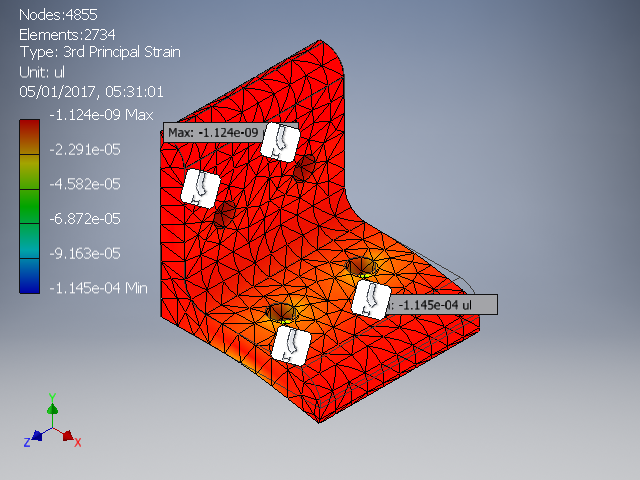 Nodes:4855
Elements:2734
Type: 3rd Principal Strain
Unit: ul
05/01/2017, 05:31:01
-1.124e-09 Max
-2.291e-05
-4.582e-05
-6.872e-05
-9.163e-05
-1.145e-04 Min
Max: -1.124e-09
: -1.145e-04 ul
Y
Z
X